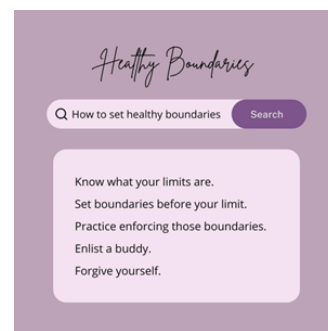 Healthy Boundaries
How to set healthy boundaries
Search
Know what your limits are.
Set boundaries before your limit.
Practice enforcing those boundaries.
Enlist a buddy.
Forgive yourself.